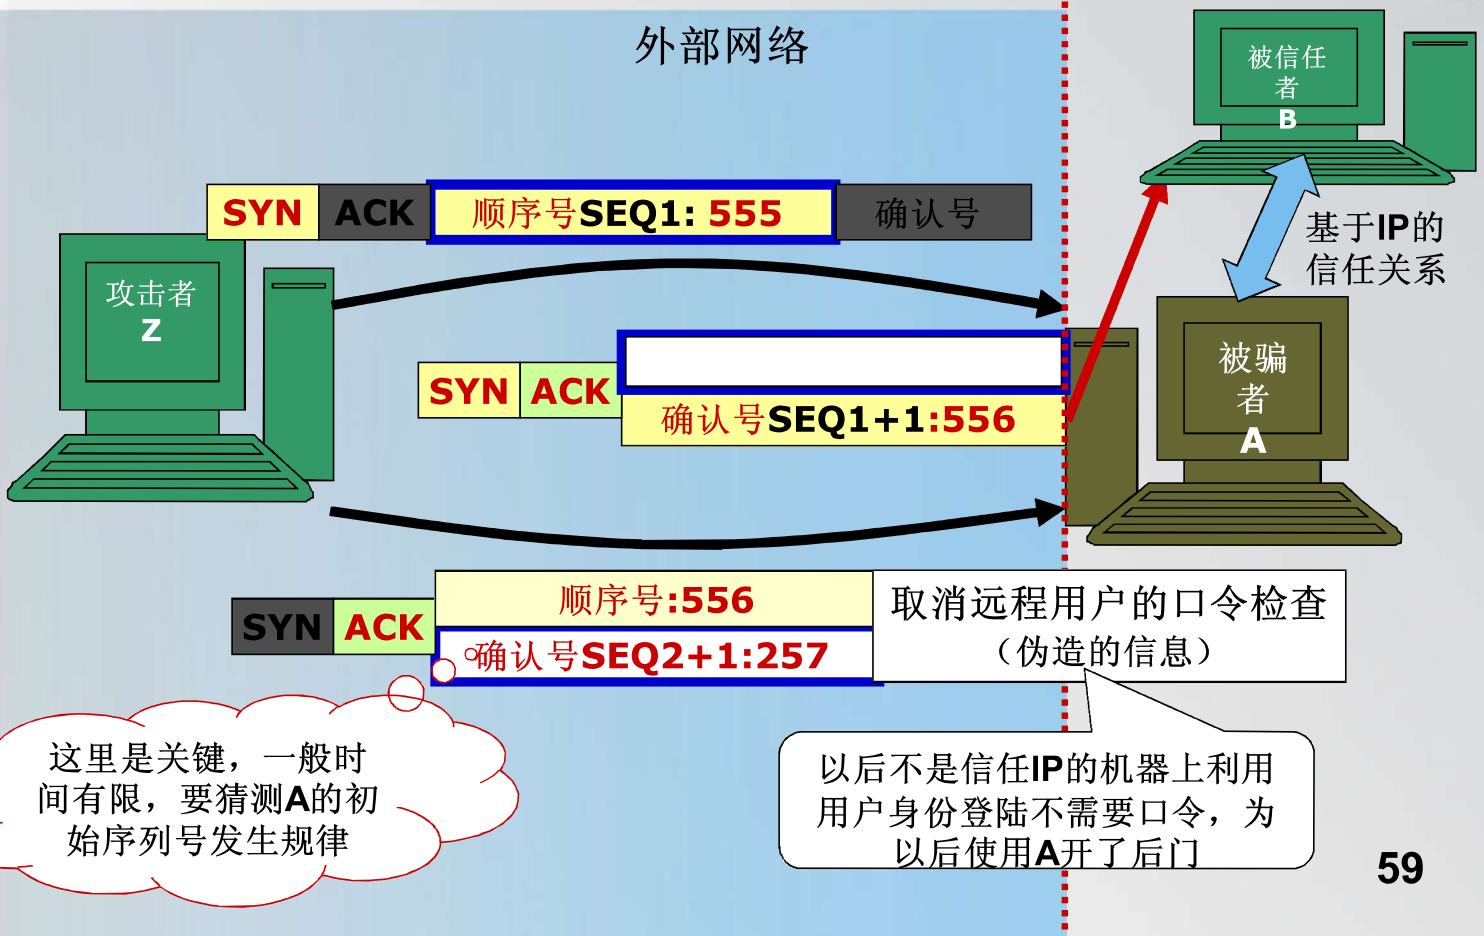 外部网络
被信任
者
B
SYN ACK 顺序号SEQ1: 555 确认号
基于IP的
信任关系
攻击者
Z
被骗
者
A
SYN ACK
确认号SEQ1+1:556
顺序号:556
SYN ACK
确认号SEQ2+1:257
取消远程用户的口令检查
（伪造的信息）
这里是关键，一般时
间有限，要猜测A的初
始序列号发生规律
以后不是信任IP的机器上利用
用户身份登陆不需要口令，为
以后使用A开了后门
59